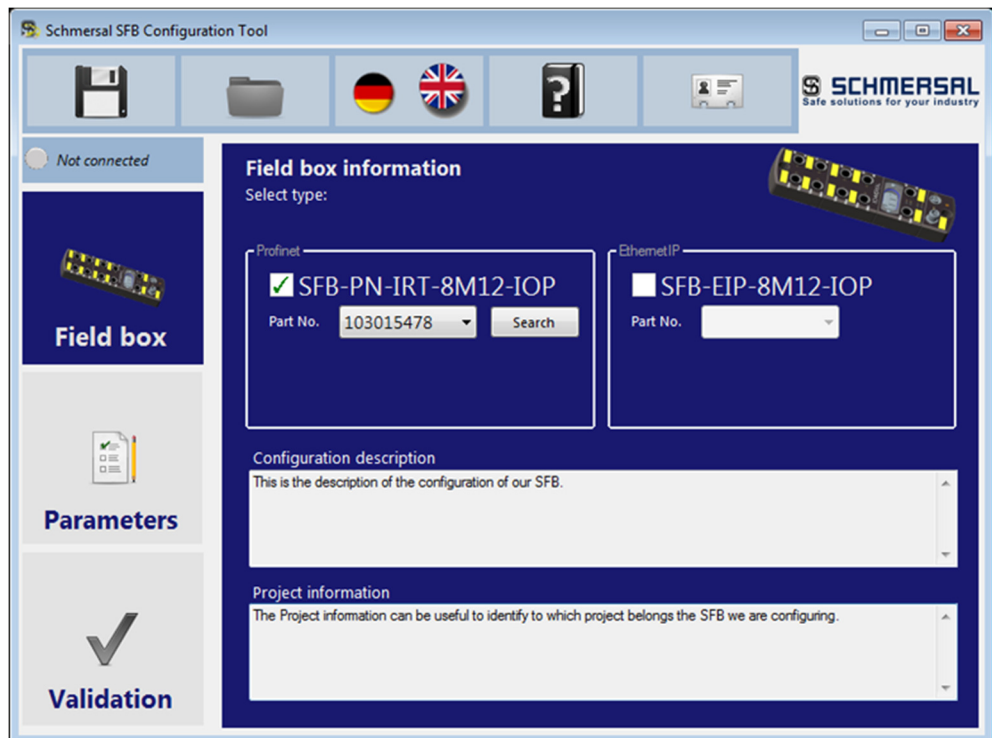 Schmersal SFB Configuration Tool
SCHMERSAL
Safe solutions for your industry
Not connected
Field box
Parameters
Validation
Field box information
Select type:
Profinet
SFB-PN-IRT-8M12-IOP
Part No. 103015478 Search
EthernetIP
SFB-EIP-8M12-IOP
Part No.
Configuration description
This is the description of the configuration of our SFB.
Project information
The Project information can be useful to identify to which project belongs the SFB we are configuring.